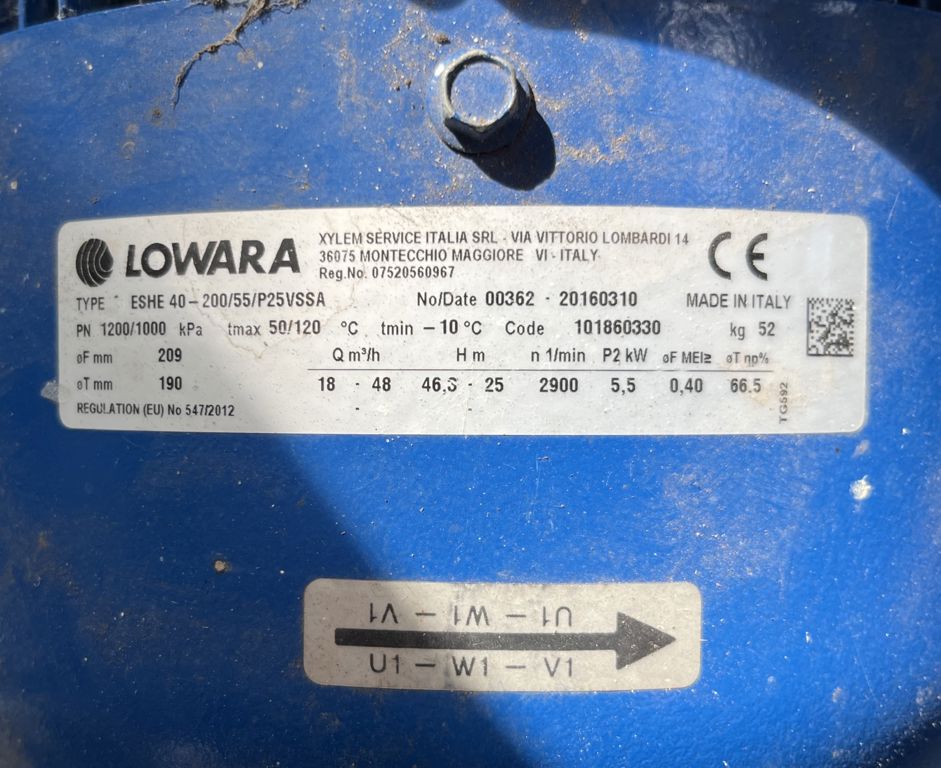 LOWARA
XYLEM SERVICE ITALIA SRL - VIA VITTORIO LOMBARDI 14
36075 MONTECCHIO MAGGIORE VI - ITALY
Reg.No. 07520560967
CE
TYPE ESHE 40-200/55/P25VSSA No/Date 00362 - 20160310 MADE IN ITALY
PN 1200/1000 kPa tmax 50/120 °C tmin -10 °C Code 101860330 kg 52
øF mm 209 Q m³/h H m n 1/min P2 kW øF MEI≥ øT ηp%
øT mm 190 18 - 48 46,3 - 25 2900 5,5 0,40 66.5
REGULATION (EU) No 547/2012 - -
TG592
V1 - W1 - U1
U1 - W1 - V1